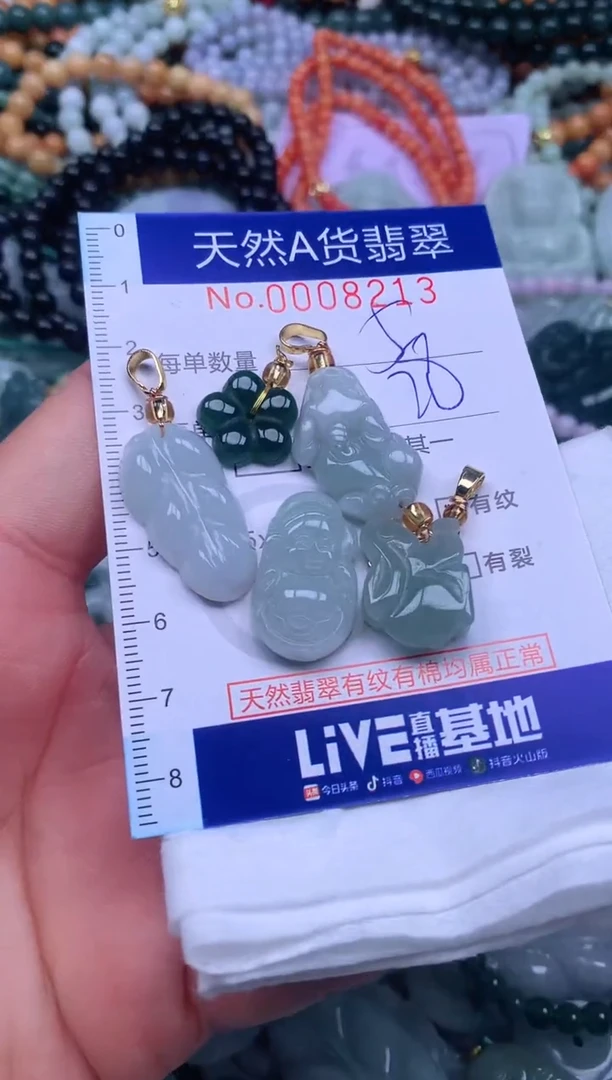 0
天然A货翡翠
No.0008213
1
2
每单数量
3
其一
有纹
5
有裂
6
天然翡翠有纹有棉均属正常
7
LiVE直播基地
8
今日头条 抖音 西瓜视频 抖音火山版